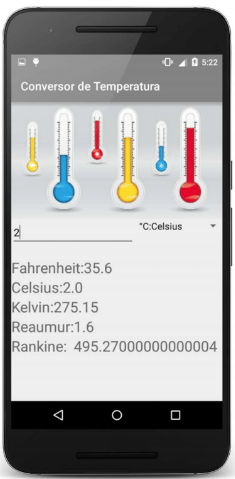 5:22
Conversor de Temperatura
2
°C:Celsius
Fahrenheit:35.6
Celsius:2.0
Kelvin:275.15
Reaumur:1.6
Rankine: 495.27000000000004